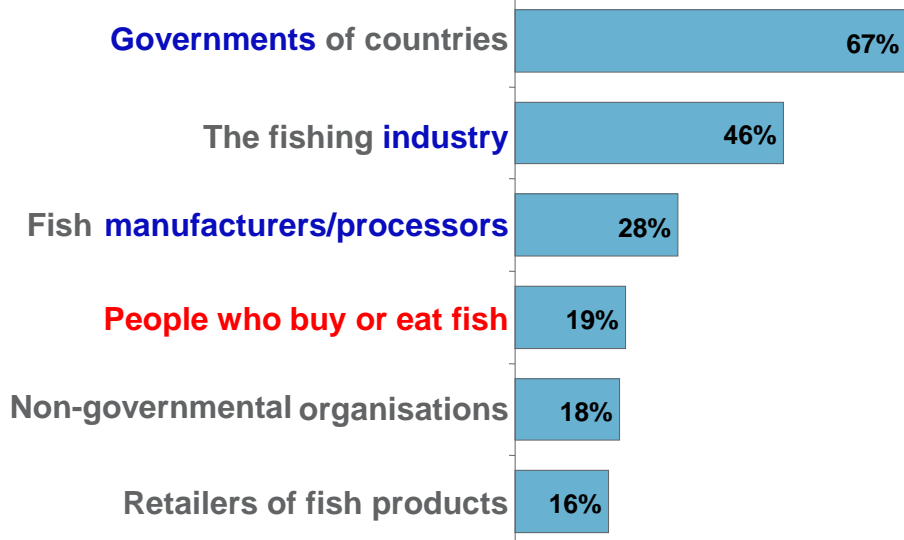 Governments of countries 67%
The fishing industry 46%
Fish manufacturers/processors 28%
People who buy or eat fish 19%
Non-governmental organisations 18%
Retailers of fish products 16%